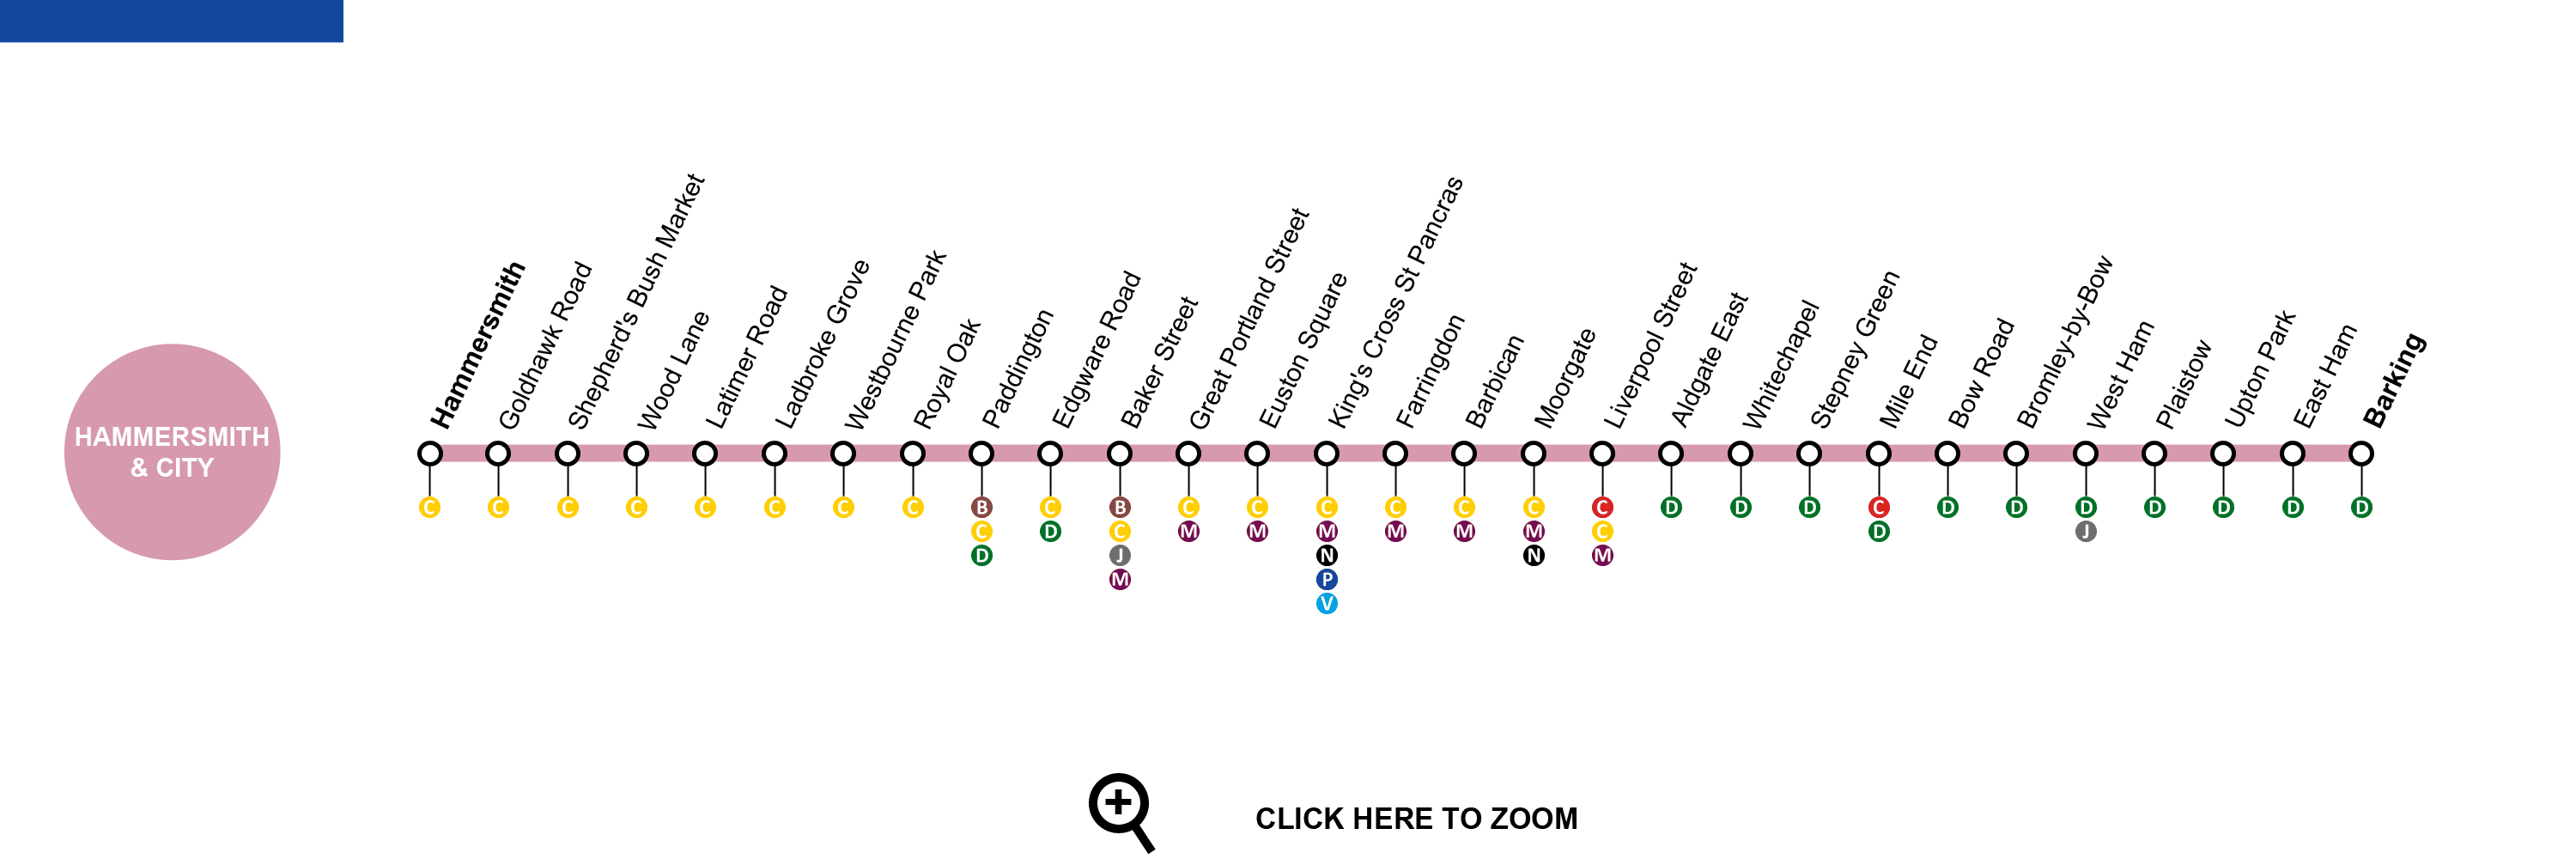 HAMMERSMITH
& CITY
Hammersmith
Goldhawk Road
Shepherd's Bush Market
Wood Lane
Latimer Road
Ladbroke Grove
Westbourne Park
Royal Oak
Paddington
Edgware Road
Baker Street
Great Portland Street
Euston Square
King's Cross St Pancras
Farringdon
Barbican
Moorgate
Liverpool Street
Aldgate East
Whitechapel
Stepney Green
Mile End
Bow Road
Bromley-by-Bow
West Ham
Plaistow
Upton Park
East Ham
Barking
C C C C C C C C B C B C C C C C C C D D D C D D D D D D D
C D C M M M M M M C D J
D J N N M
M P
V
CLICK HERE TO ZOOM